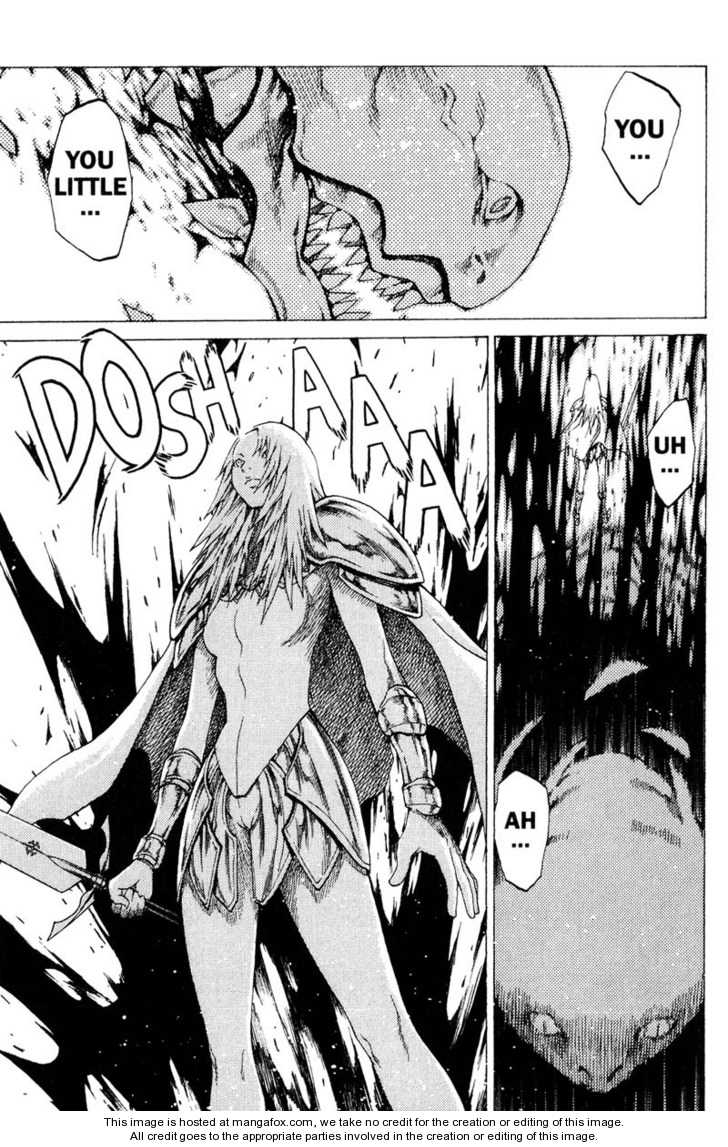 YOU
...
YOU
LITTLE
...
UH
...
AH
...
DOSHAAA
This image is hosted at mangafox.com, we take no credit for the creation or editing of this image.
All credit goes to the appropriate parties involved in the creation or editing of this image.